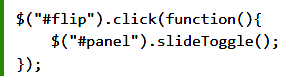 $("#flip").click(function(){
    $("#panel").slideToggle();
});